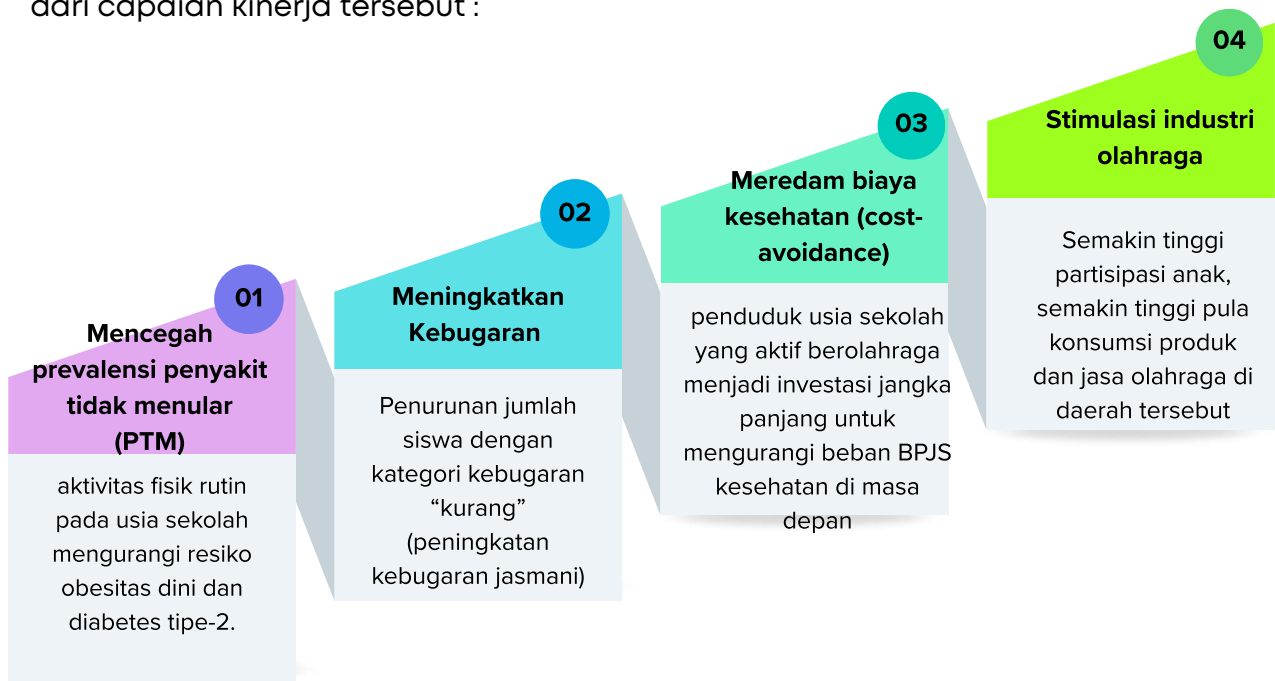 dari capaian kinerja tersebut :
01
Mencegah
prevalensi penyakit
tidak menular
(PTM)
aktivitas fisik rutin
pada usia sekolah
mengurangi resiko
obesitas dini dan
diabetes tipe-2.
02
Meningkatkan
Kebugaran
Penurunan jumlah
siswa dengan
kategori kebugaran
“kurang”
(peningkatan
kebugaran jasmani)
03
Meredam biaya
kesehatan (cost-
avoidance)
penduduk usia sekolah
yang aktif berolahraga
menjadi investasi jangka
panjang untuk
mengurangi beban BPJS
kesehatan di masa
depan
04
Stimulasi industri
olahraga
Semakin tinggi
partisipasi anak,
semakin tinggi pula
konsumsi produk
dan jasa olahraga di
daerah tersebut